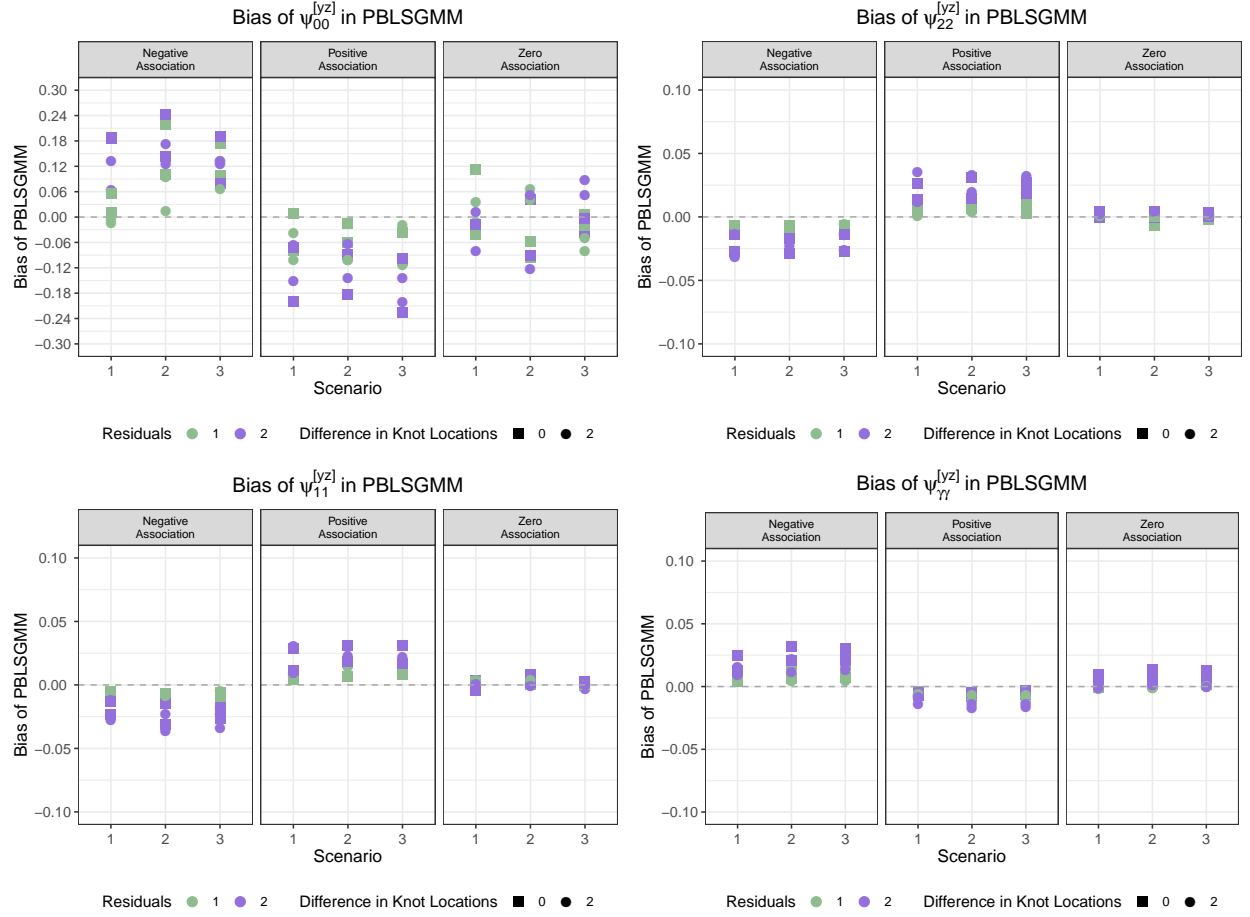 Bias of ψ00[yz] in PBLSGMM
Negative
Association
Positive
Association
Zero
Association
Bias of PBLSGMM
0.30
0.24
0.18
0.12
0.06
0.00
−0.06
−0.12
−0.18
−0.24
−0.30
1 2 3 1 2 3 1 2 3
Scenario
Residuals 1 2 Difference in Knot Locations 0 2
Bias of ψ22[yz] in PBLSGMM
Negative
Association
Positive
Association
Zero
Association
Bias of PBLSGMM
0.10
0.05
0.00
−0.05
−0.10
1 2 3 1 2 3 1 2 3
Scenario
Residuals 1 2 Difference in Knot Locations 0 2
Bias of ψ11[yz] in PBLSGMM
Negative
Association
Positive
Association
Zero
Association
Bias of PBLSGMM
0.10
0.05
0.00
−0.05
−0.10
1 2 3 1 2 3 1 2 3
Scenario
Residuals 1 2 Difference in Knot Locations 0 2
Bias of ψγγ[yz] in PBLSGMM
Negative
Association
Positive
Association
Zero
Association
Bias of PBLSGMM
0.10
0.05
0.00
−0.05
−0.10
1 2 3 1 2 3 1 2 3
Scenario
Residuals 1 2 Difference in Knot Locations 0 2